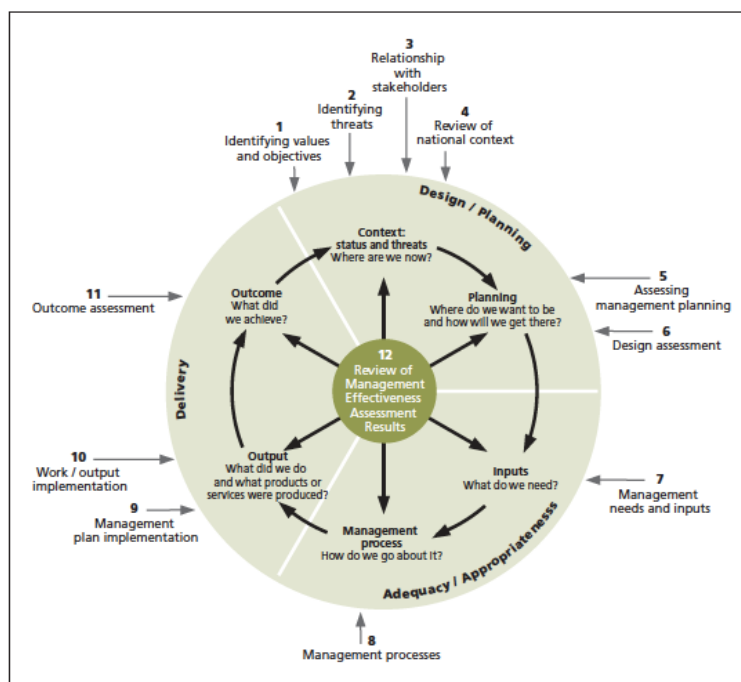 3
Relationship
with
stakeholders
2
Identifying
threats
4
Review of
national context
1
Identifying values
and objectives
Design / Planning
Context:
status and threats
Where are we now?
11
Outcome assessment
Outcome
What did
we achieve?
Planning
Where do we want to be
and how will we get there?
5
Assessing
management planning
6
Design assessment
Delivery
12
Review of
Management
Effectiveness
Assessment
Results
10
Work / output
implementation
9
Management
plan implementation
Output
What did we do
and what products or
services were produced?
Inputs
What do we need?
7
Management
needs and inputs
Management
process
How do we go about it?
Adequacy / Appropriatenesss
8
Management processes